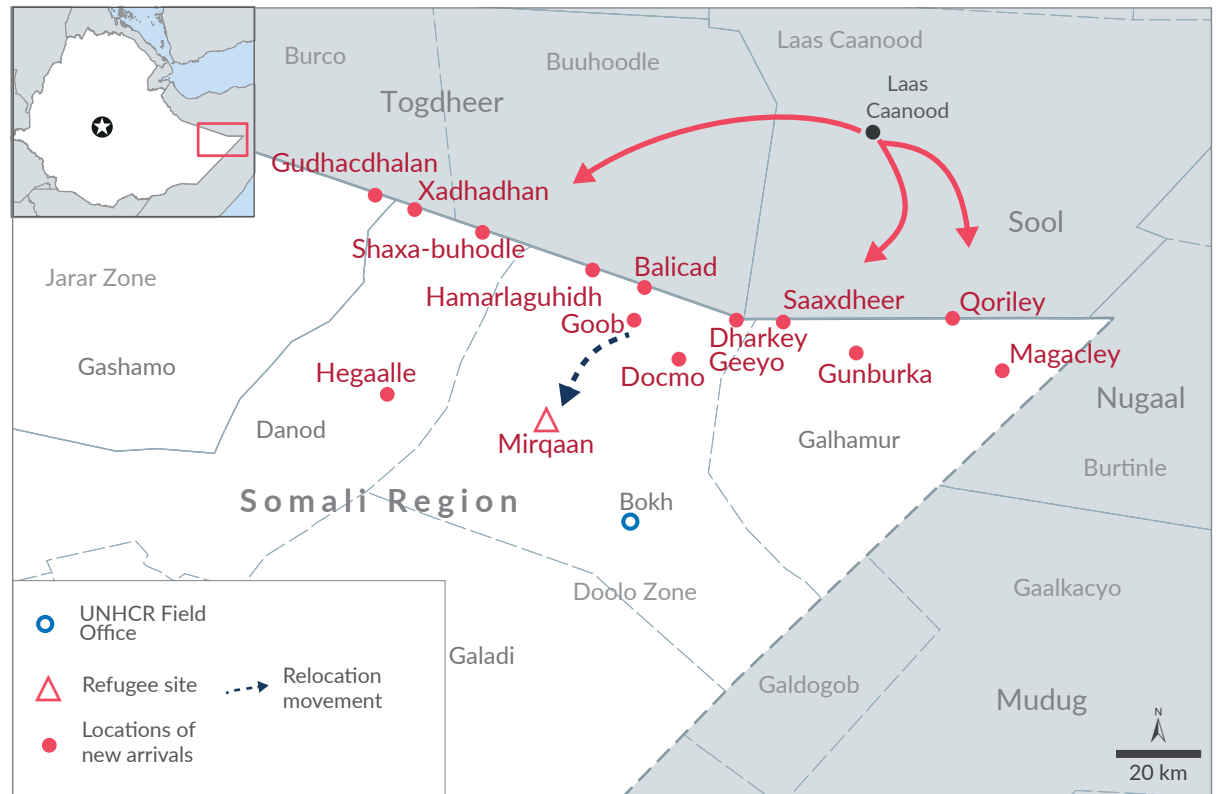 Burco
Buuhoodle
Laas Caanood
Togdheer
Laas
Caanood
Gudhacdhalan
Xadhadhan
Sool
Shaxa-buhodle
Balicad
Jarar Zone
Hamarlaguhidh
Saaxdheer
Qoriley
Goob
Dharkey
Geeyo
Magacley
Gashamo
Hegaalle
Docmo
Gunburka
Nugaal
Danod
Mirqaan
Galhamur
Burtinle
Somali Region
Bokh
Doolo Zone
Gaalkacyo
UNHCR Field
Office
Galadi
Refugee site
Relocation
movement
Galdogob
Mudug
Locations of
new arrivals
N
20 km